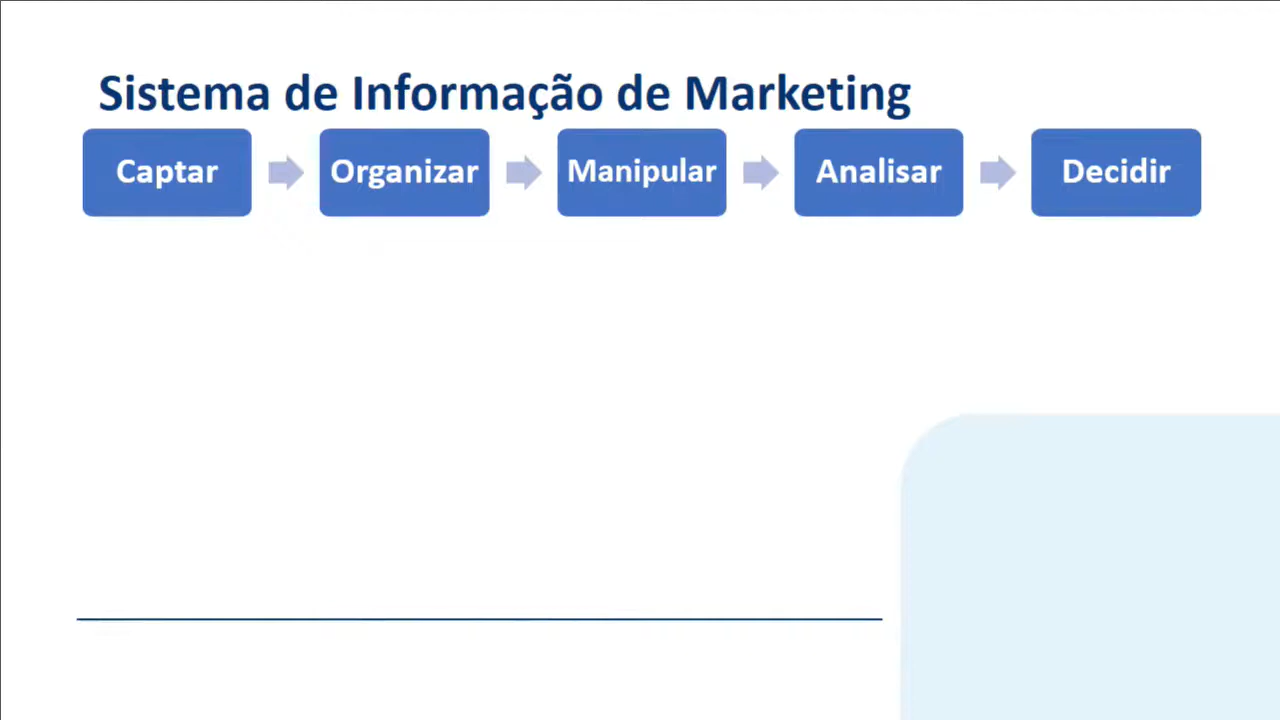 Sistema de Informação de Marketing
Captar Organizar Manipular Analisar Decidir